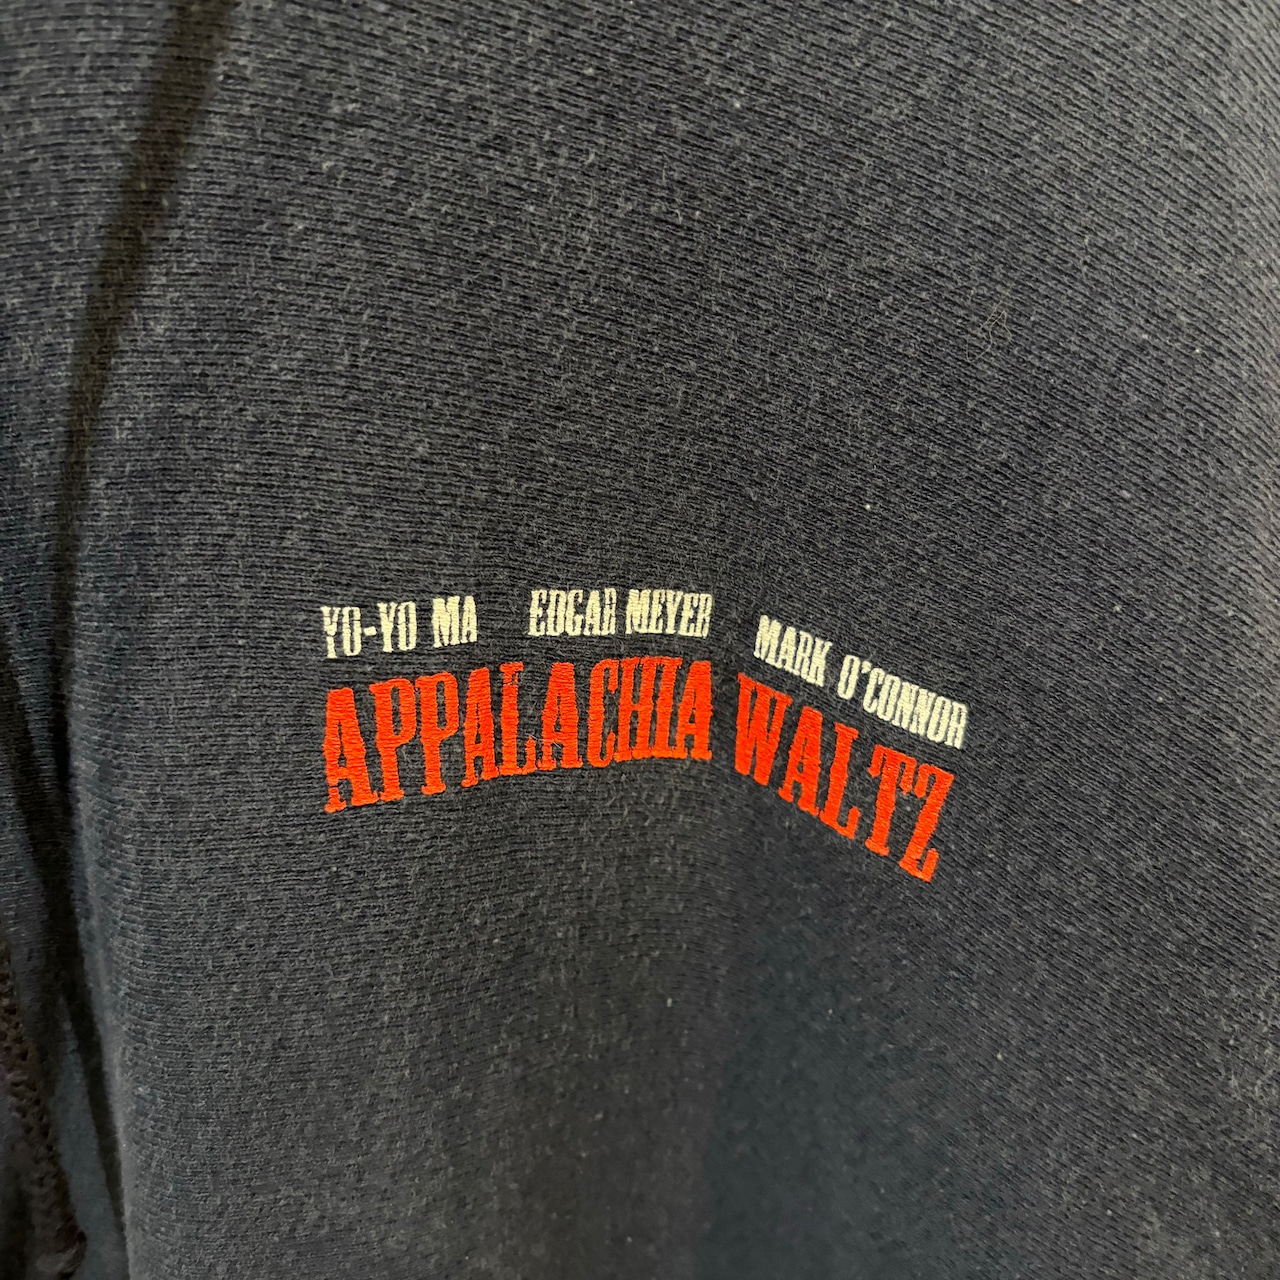 YO-YO MA EDGAR MEYER MARK O'CONNOR
APPALACHIA WALTZ